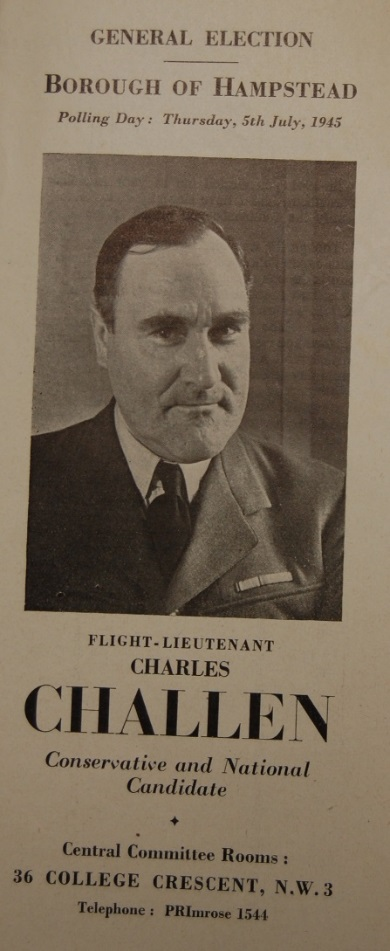 GENERAL ELECTION
BOROUGH OF HAMPSTEAD
Polling Day : Thursday, 5th July, 1945
FLIGHT-LIEUTENANT
CHARLES
CHALLEN
Conservative and National
Candidate
Central Committee Rooms :
36 COLLEGE CRESCENT, N.W.3
Telephone : PRImrose 1544